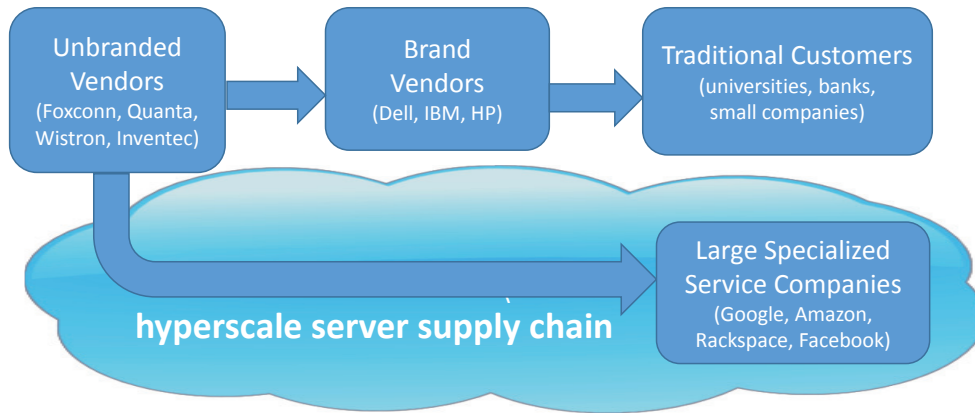 Unbranded
Vendors
(Foxconn, Quanta,
Wistron, Inventec)
Brand
Vendors
(Dell, IBM, HP)
Traditional Customers
(universities, banks,
small companies)
Large Specialized
Service Companies
(Google, Amazon,
Rackspace, Facebook)
hyperscale server supply chain